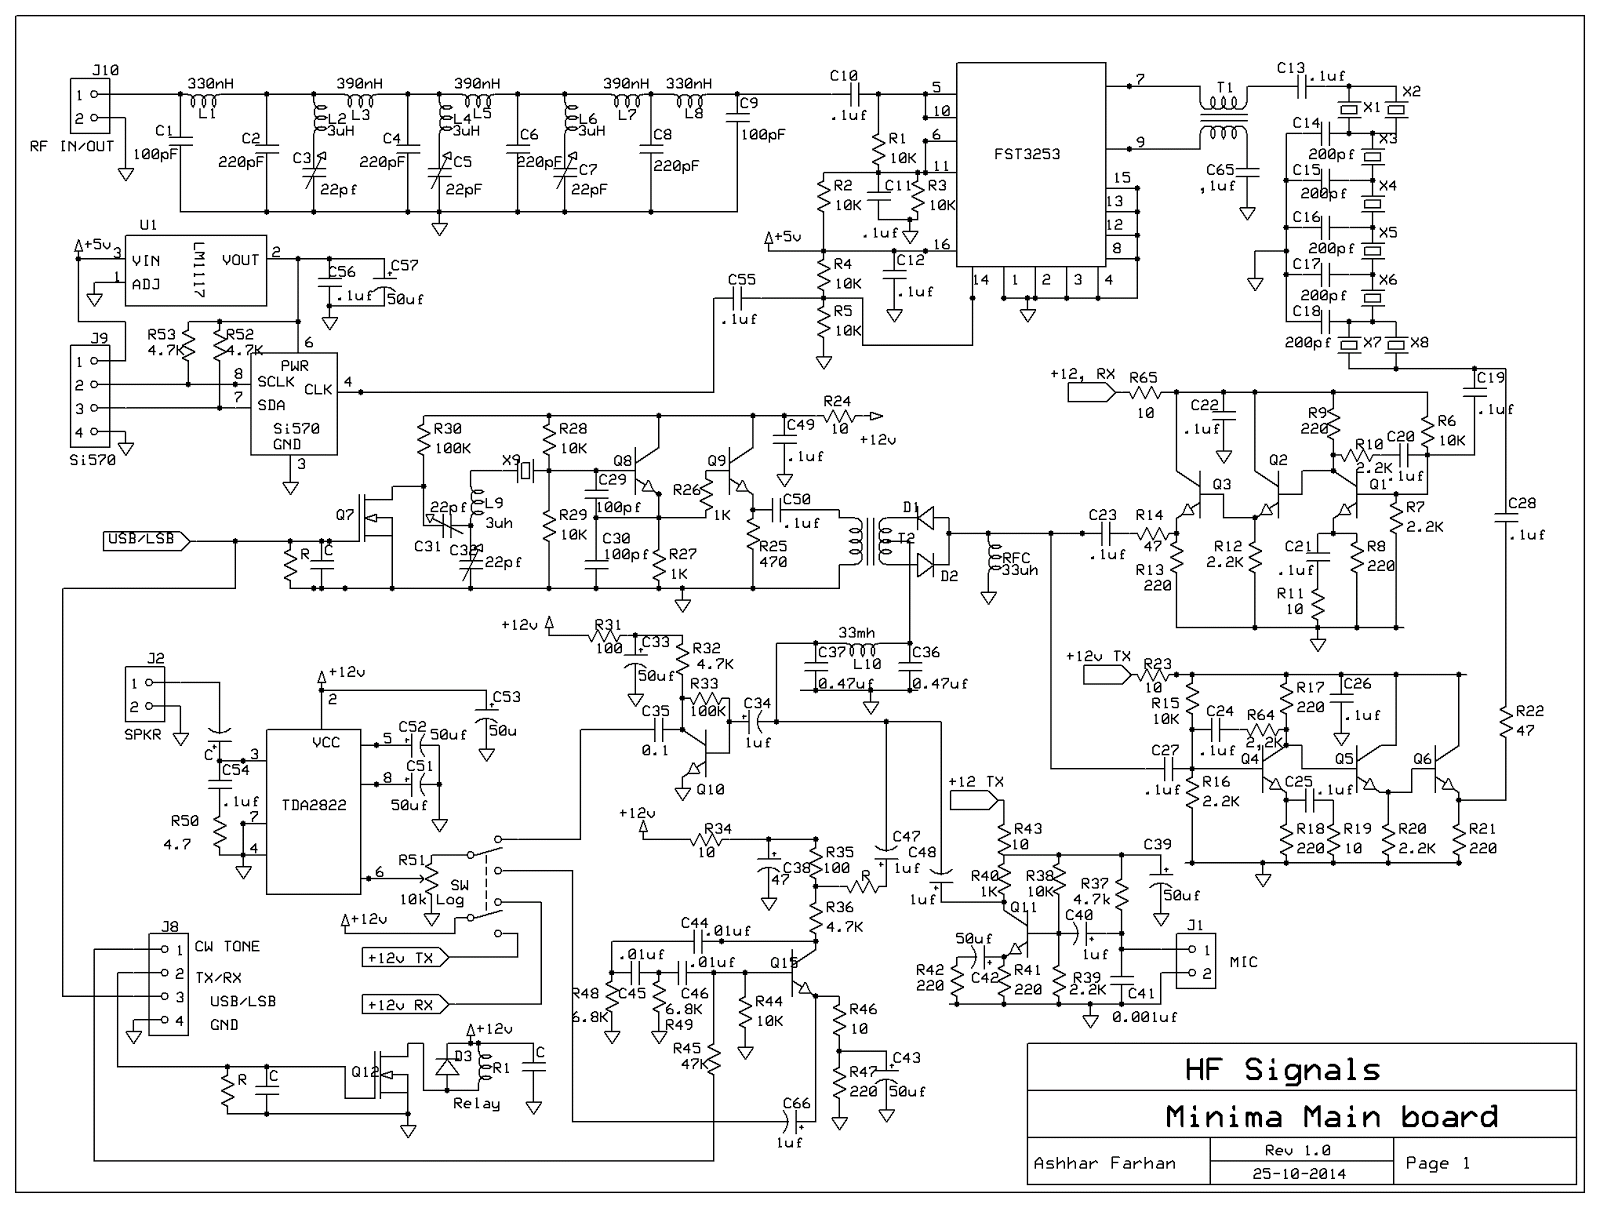 J10
1
2
RF IN/OUT
330nH
L1
390nH
L3
390nH
L5
390nH
L7
330nH
L8
C1
100pF
C2
220pF
L2
3uH
C3
22pf
C4
220pF
L4
3uH
C5
22pF
C6
220pF
L6
3uH
C7
22pF
C8
220pF
C9
100pF
C10
.1uf
R1
10K
R2
10K
C11
.1uf
R3
10K
5
10
6
11
16
14
1
2
3
4
7
9
15
13
12
8
FST3253
T1
C65
,1uf
C13
.1uf
X1
X2
X3
X4
X5
X6
X7
X8
C14
200pf
C15
200pf
C16
200pf
C17
200pf
C18
200pf
+5v
R4
10K
C12
.1uf
R5
10K
C55
.1uf
U1
+5v
3
VIN
1
ADJ
LM1117
VOUT
2
C56
.1uf
C57
50uf
R53
4.7K
R52
4.7K
6
J9
1
2
3
4
Si570
PWR
8
SCLK
7
SDA
CLK
4
Si570
GND
3
R30
100K
R28
10K
X9
22pf
C31
L9
3uh
C32
22pf
R29
10K
C29
100pf
C30
100pf
Q8
R26
1K
R27
1K
Q9
C49
.1uf
R24
10
+12v
C50
.1uf
R25
470
T2
D1
D2
Q7
USB/LSB
R
C
RFC
33uh
C23
.1uf
R14
47
R13
220
+12, RX
R65
10
C22
.1uf
Q3
Q2
R12
2.2K
R9
220
R10
2.2K
C20
.1uf
R6
10K
C19
.1uf
Q1
R7
2.2K
C21
.1uf
R8
220
R11
10
C28
.1uf
+12v
R31
100
C33
50uf
R32
4.7K
R33
100K
C35
0.1
Q10
C34
1uf
33mh
L10
C37
0.47uf
C36
0.47uf
+12v TX
R23
10
R15
10K
C24
.1uf
R64
2,2K
R17
220
C26
.1uf
C27
.1uf
Q4
R16
2.2K
C25
.1uf
R18
220
R19
10
Q5
R20
2.2K
Q6
R21
220
R22
47
J2
1
2
SPKR
C
C54
.1uf
R50
4.7
3
7
4
+12v
2
VCC
TDA2822
5
8
6
C53
50u
C52
50uf
C51
50uf
R51
10k
Log
SW
+12v
+12v TX
+12v RX
+12v
R34
10
C38
47
R35
100
R
C47
1uf
C48
1uf
R36
4.7K
C44
.01uf
.01uf
C45
.01uf
C46
R48
6.8K
6.8K
R49
Q15
R44
10K
R45
47K
R46
10
R47
220
C43
50uf
C66
1uf
+12 TX
R43
10
R40
1K
R38
10K
R37
4.7k
C39
50uf
Q11
C40
1uf
50uf
C42
R42
220
R41
220
R39
2.2K
C41
0.001uf
J1
1
2
MIC
J8
1
2
3
4
CW TONE
TX/RX
USB/LSB
GND
R
C
Q12
D3
+12v
R1
C
Relay
HF Signals
Minima Main board
Ashhar Farhan
Rev 1.0
25-10-2014
Page 1